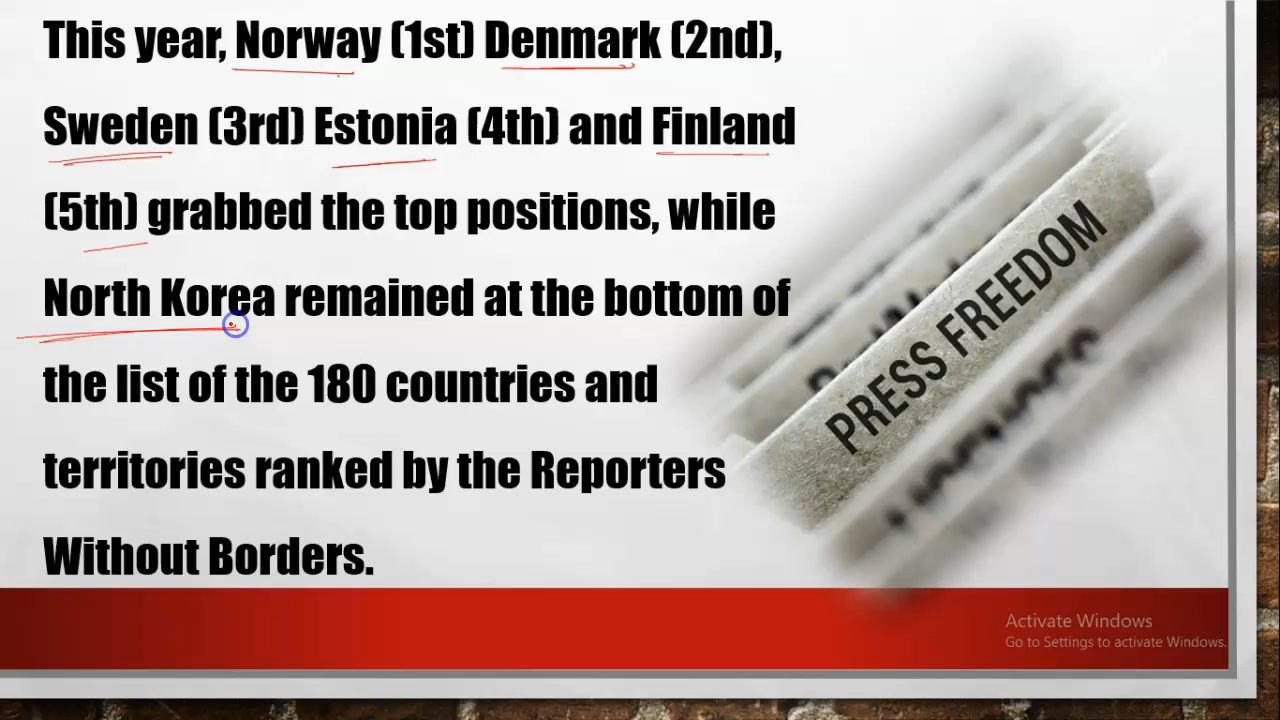 This year, Norway (1st) Denmark (2nd),
Sweden (3rd) Estonia (4th) and Finland
(5th) grabbed the top positions, while
North Korea remained at the bottom of
the list of the 180 countries and
territories ranked by the Reporters
Without Borders.
PRESS FREEDOM
Activate Windows
Go to Settings to activate Windows.